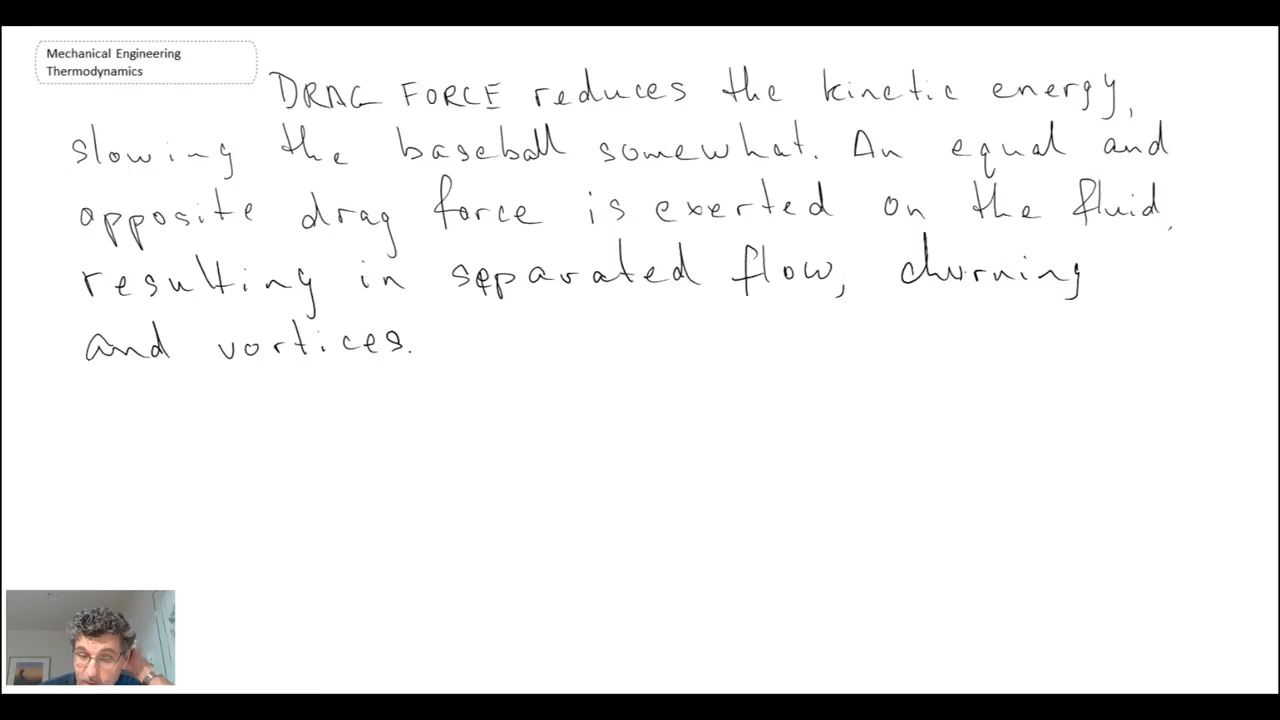 Mechanical Engineering
Thermodynamics
DRAG FORCE reduces the kinetic energy,
slowing the baseball somewhat. An equal and
opposite drag force is exerted on the fluid,
resulting in separated flow, churning
and vortices.